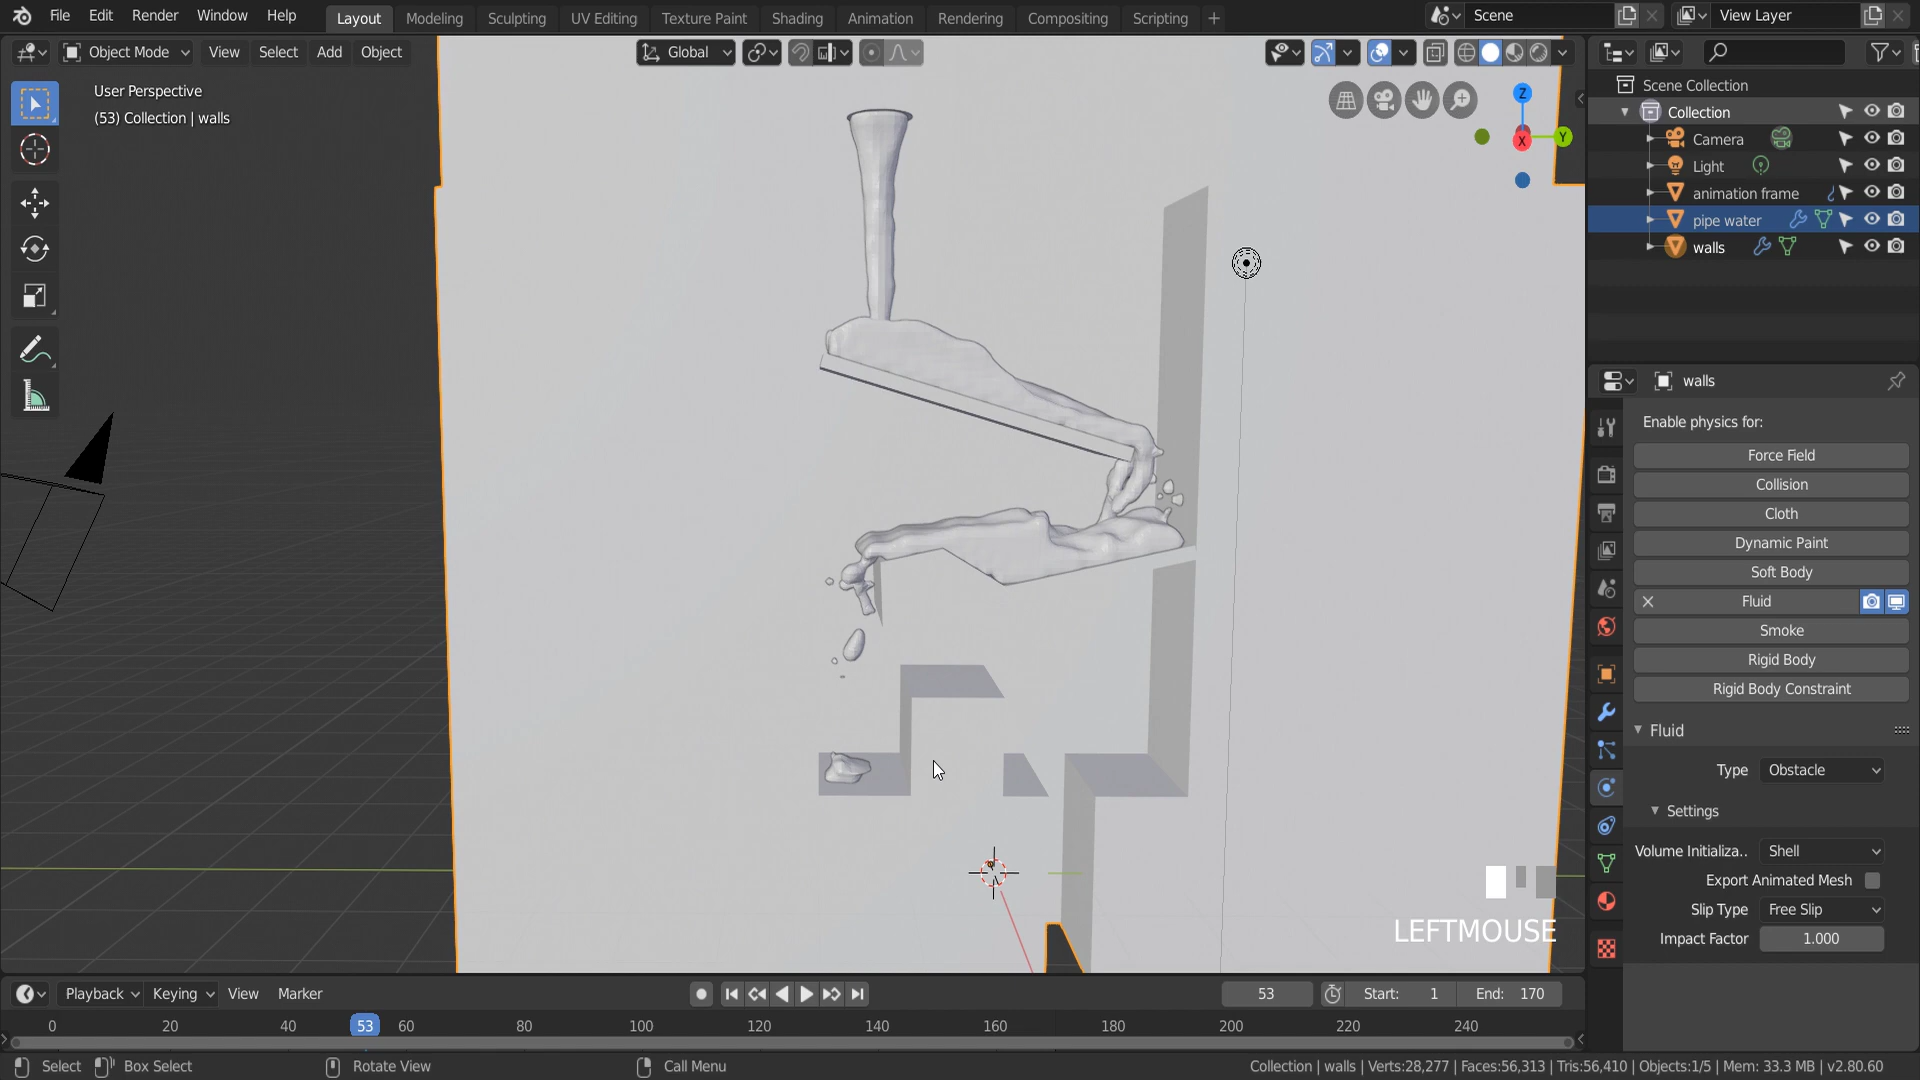 File Edit Render Window Help Layout Modeling Sculpting UV Editing Texture Paint Shading Animation Rendering Compositing Scripting + Scene View Layer
Object Mode View Select Add Object Global
User Perspective
(53) Collection | walls
Z
Y
X
Scene Collection
Collection
Camera
Light
animation frame
pipe water
walls
walls
Enable physics for:
Force Field
Collision
Cloth
Dynamic Paint
Soft Body
Fluid
Smoke
Rigid Body
Rigid Body Constraint
Fluid
Type Obstacle
Settings
Volume Initializa.. Shell
Export Animated Mesh
Slip Type Free Slip
Impact Factor 1.000
LEFTMOUSE
Playback Keying View Marker 53 Start: 1 End: 170
0 20 40 53 60 80 100 120 140 160 180 200 220 240
Select Box Select Rotate View Call Menu Collection | walls | Verts:28,277 | Faces:56,313 | Tris:56,410 | Objects:1/5 | Mem: 33.3 MB | v2.80.60